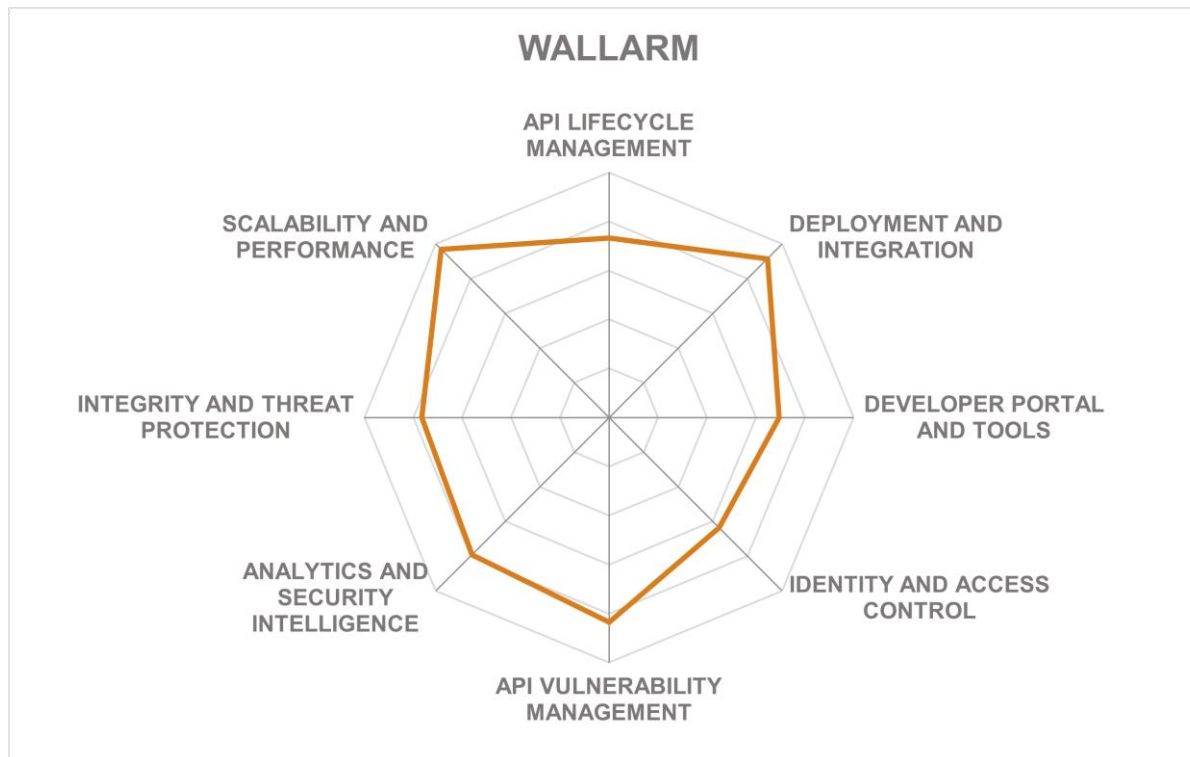 WALLARM
API LIFECYCLE
MANAGEMENT
DEPLOYMENT AND
INTEGRATION
DEVELOPER PORTAL
AND TOOLS
IDENTITY AND ACCESS
CONTROL
API VULNERABILITY
MANAGEMENT
ANALYTICS AND
SECURITY
INTELLIGENCE
INTEGRITY AND THREAT
PROTECTION
SCALABILITY AND
PERFORMANCE